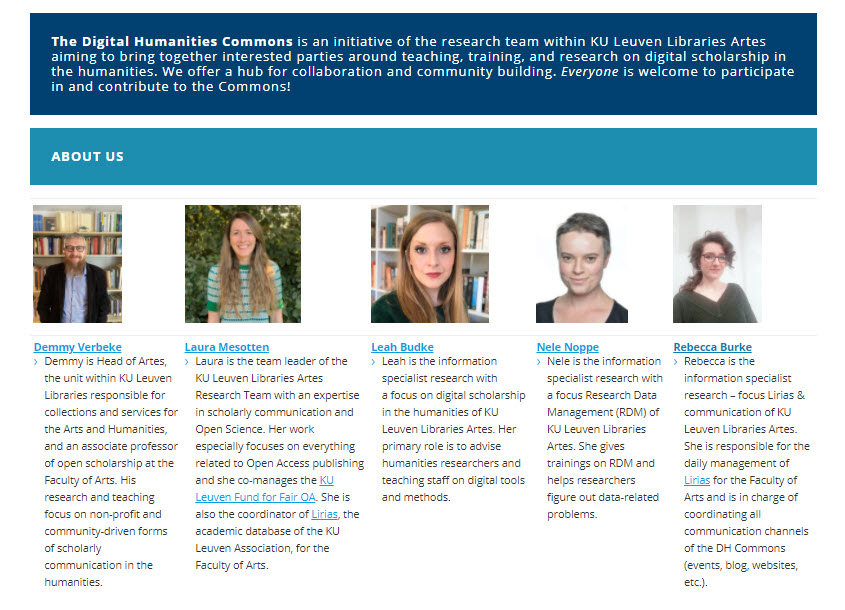 The Digital Humanities Commons is an initiative of the research team within KU Leuven Libraries Artes
aiming to bring together interested parties around teaching, training, and research on digital scholarship in
the humanities. We offer a hub for collaboration and community building. Everyone is welcome to participate
in and contribute to the Commons!
ABOUT US
Demmy Verbeke
› Demmy is Head of Artes,
the unit within KU Leuven
Libraries responsible for
collections and services for
the Arts and Humanities,
and an associate professor
of open scholarship at the
Faculty of Arts. His
research and teaching
focus on non-profit and
community-driven forms
of scholarly
communication in the
humanities.
Laura Mesotten
› Laura is the team leader of the
KU Leuven Libraries Artes
Research Team with an expertise
in scholarly communication and
Open Science. Her work
especially focuses on everything
related to Open Access publishing
and she co-manages the KU
Leuven Fund for Fair OA. She is
also the coordinator of Lirias, the
academic database of the KU
Leuven Association, for the
Faculty of Arts.
Leah Budke
› Leah is the information
specialist research with
a focus on digital scholarship
in the humanities of KU
Leuven Libraries Artes. Her
primary role is to advise
humanities researchers and
teaching staff on digital tools
and methods.
Nele Noppe
› Nele is the information
specialist research with
a focus Research Data
Management (RDM) of
KU Leuven Libraries
Artes. She gives
trainings on RDM and
helps researchers
figure out data-related
problems.
Rebecca Burke
› Rebecca is the
information specialist
research – focus Lirias &
communication of KU
Leuven Libraries Artes.
She is responsible for the
daily management of
Lirias for the Faculty of
Arts and is in charge of
coordinating all
communication channels
of the DH Commons
(events, blog, websites,
etc.).